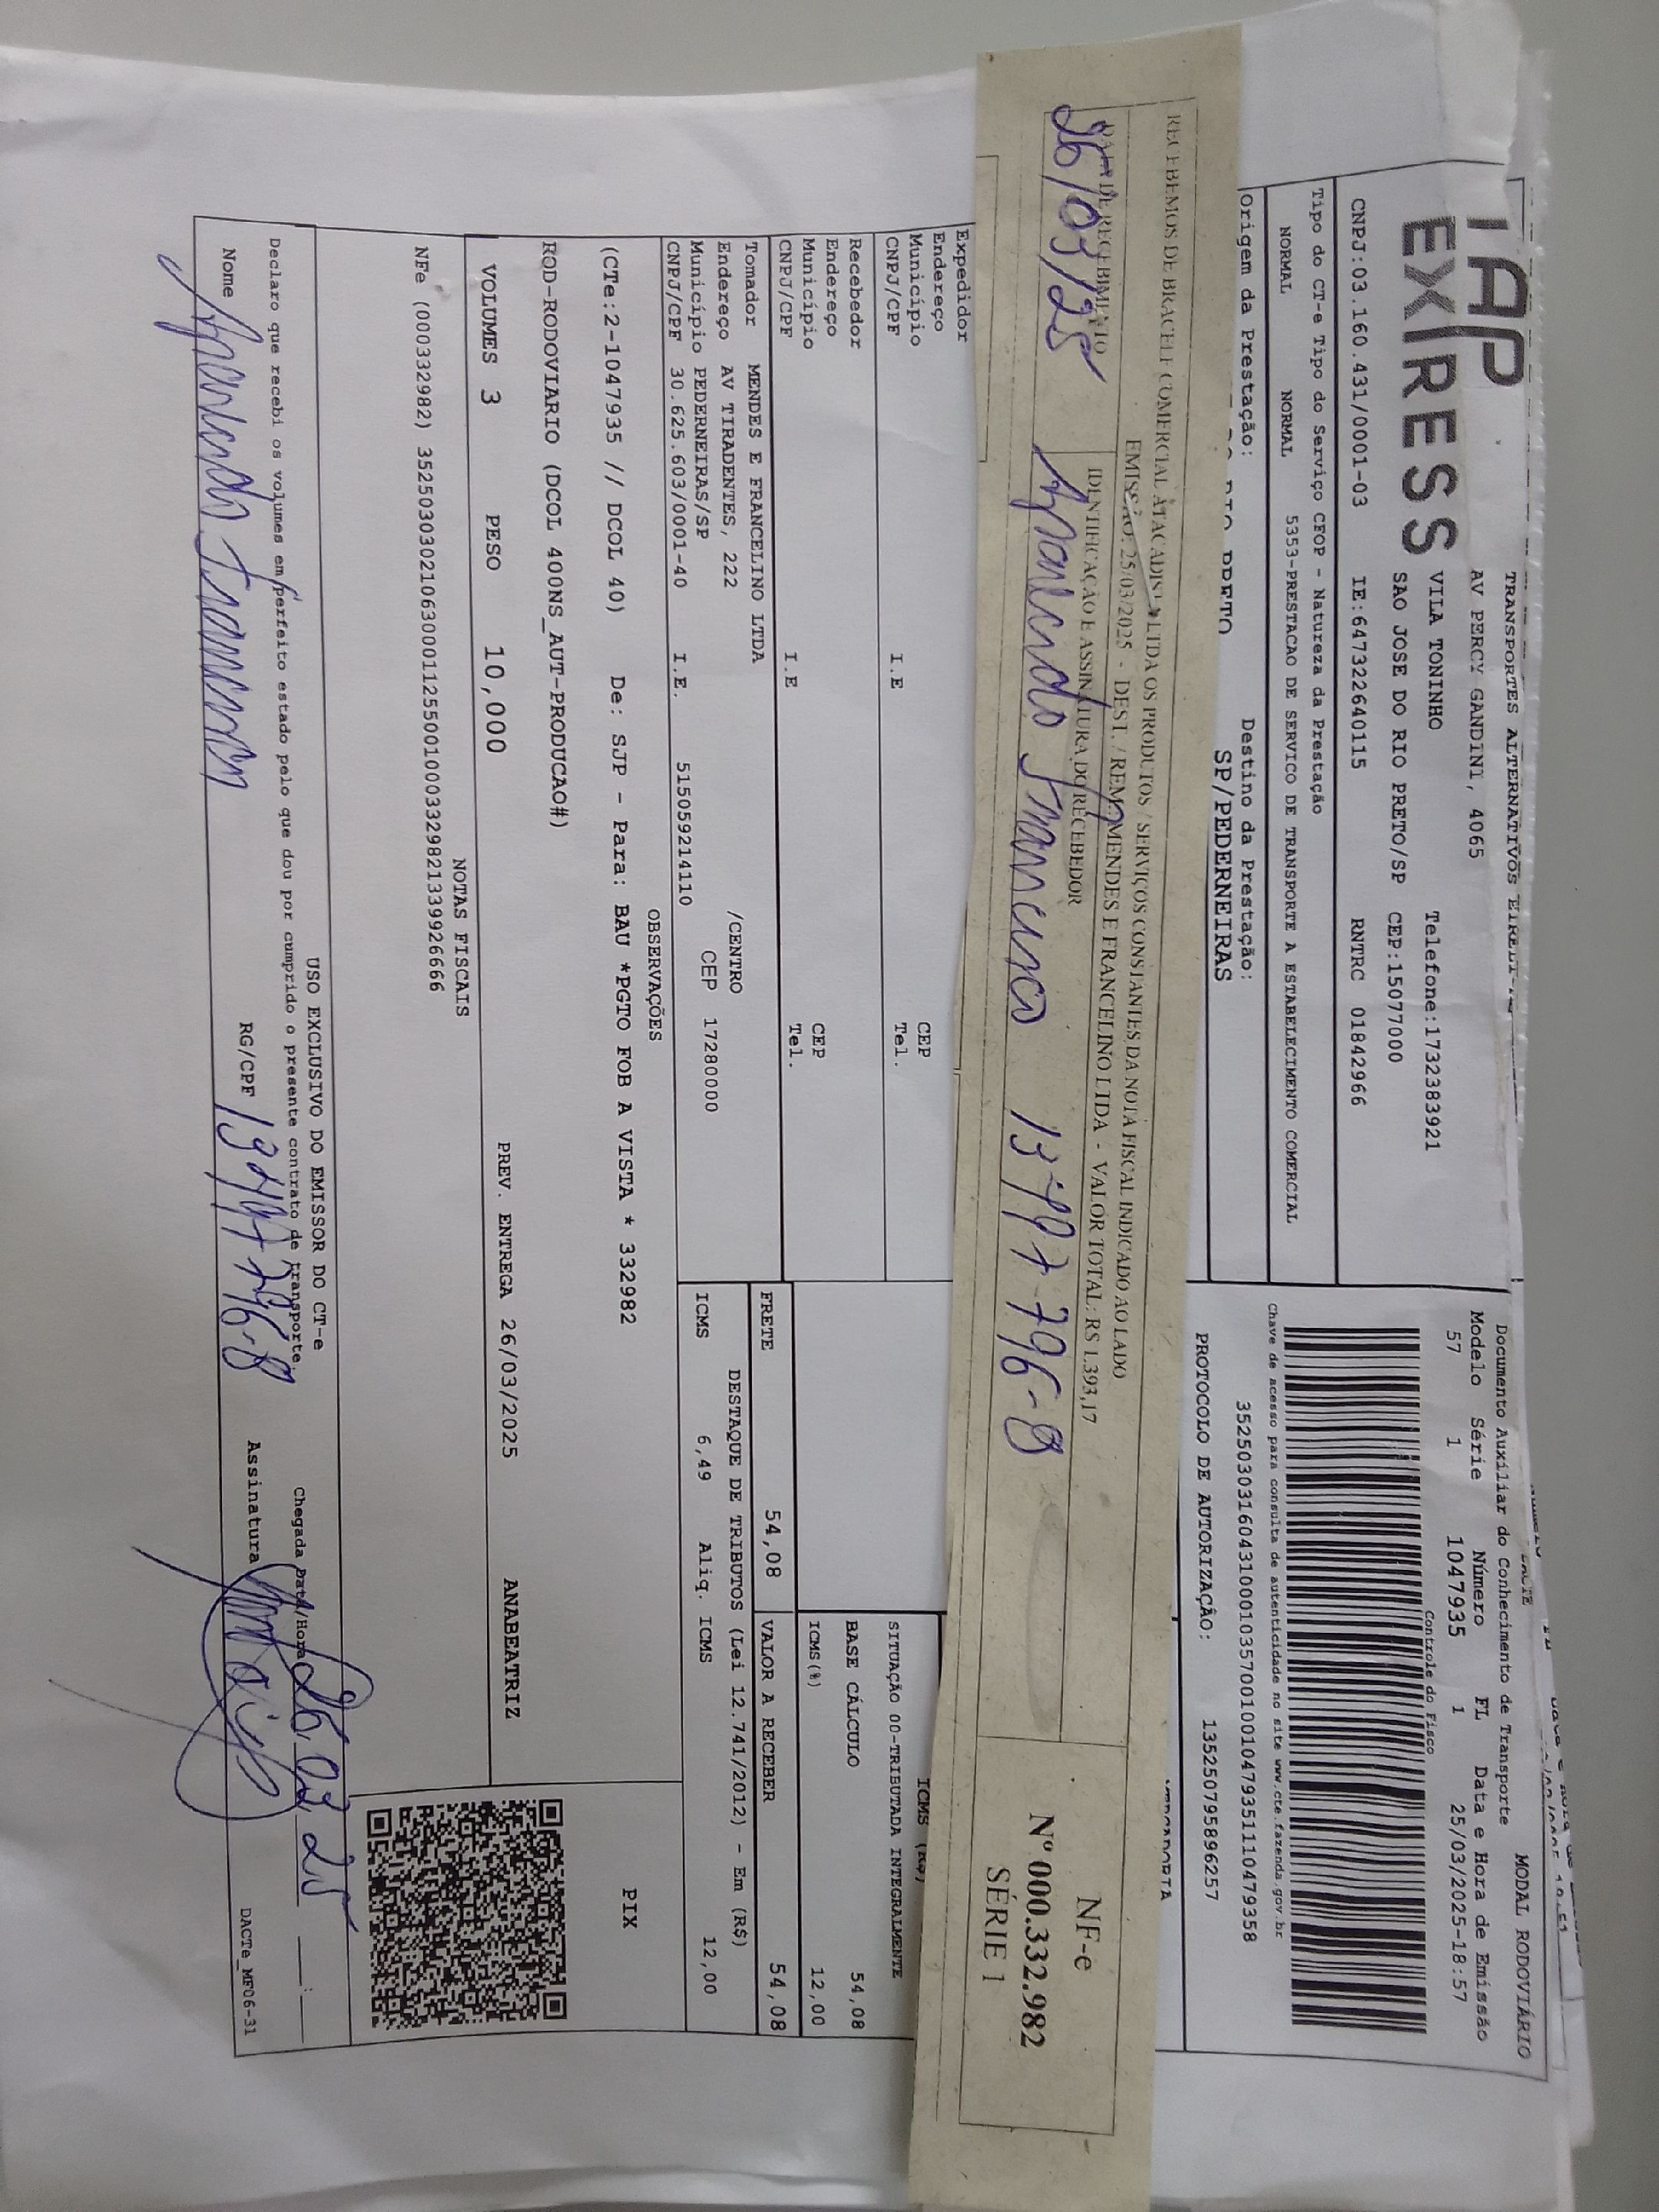 TAP
EXPRESS
TRANSPORTES ALTERNATIVOS
AV PERCY GANDINI, 4065
VILA TONINHO
Telefone:1732383921
SAO JOSE DO RIO PRETO/SP CEP:15077000
CNPJ:03.160.431/0001-03 IE:647322640115 RNTRC 01842966
Tipo do CT-e Tipo do Serviço CFOP - Natureza da Prestação
NORMAL NORMAL 5353-PRESTACAO DE SERVICO DE TRANSPORTE A ESTABELECIMENTO COMERCIAL
Origem da Prestação: Destino da Prestação:
RIO PRETO SP/PEDERNEIRAS
DACTE
MODAL RODOVIÁRIO
Documento Auxiliar do Conhecimento de Transporte
Modelo Série Número FL Data e Hora de Emissão
57 1 1047935 1 25/03/2025-18:57
Controle do Fisco
Chave de acesso para consulta de autenticidade no site www.cte.fazenda.gov.br
35250303160431000103570010010479351110479358
PROTOCOLO DE AUTORIZAÇÃO: 135250795896257
RECEBEMOS DE BRACELE COMERCIAL ATACADISTA LTDA OS PRODUTOS / SERVIÇOS CONSTANTES DA NOTA FISCAL INDICADO AO LADO
EMISSÃO: 25/03/2025 - DEST. / REM.: MENDES E FRANCELINO LTDA - VALOR TOTAL: R$ 1.393,17
DATA DE RECEBIMENTO IDENTIFICAÇÃO E ASSINATURA DO RECEBEDOR
26/03/25
NF-e
Nº 000.332.982
SÉRIE 1
Expedidor
Endereço
Município CEP
CNPJ/CPF I.E Tel.
Recebedor
Endereço
Município CEP
CNPJ/CPF I.E Tel.
Tomador MENDES E FRANCELINO LTDA
Endereço AV TIRADENTES, 222 /CENTRO
Município PEDERNEIRAS/SP CEP 17280000
CNPJ/CPF 30.625.603/0001-40 I.E. 515059214110
ICMS (R$)
SITUAÇÃO 00-TRIBUTADA INTEGRALMENTE
BASE CÁLCULO 54,08
ICMS(%) 12,00
FRETE 54,08 VALOR A RECEBER 54,08
DESTAQUE DE TRIBUTOS (Lei 12.741/2012) - Em (R$)
ICMS 6,49 Aliq. ICMS 12,00
OBSERVAÇÕES
(CTe:2-1047935 // DCOL 40) De: SJP - Para: BAU *PGTO FOB A VISTA * 332982
ROD-RODOVIARIO (DCOL 400NS_AUT-PRODUCAO#)
PIX
VOLUMES 3 PESO 10,000 PREV. ENTREGA 26/03/2025 ANABEATRIZ
NOTAS FISCAIS
NFe (000332982) 35250303021063000112550010003329821339926666
USO EXCLUSIVO DO EMISSOR DO CT-e
Declaro que recebi os volumes em perfeito estado pelo que dou por cumprido o presente contrato de transporte.
Chegada Data/Hora 26 03 25 :
Nome RG/CPF Assinatura
DACTe_MF06-31